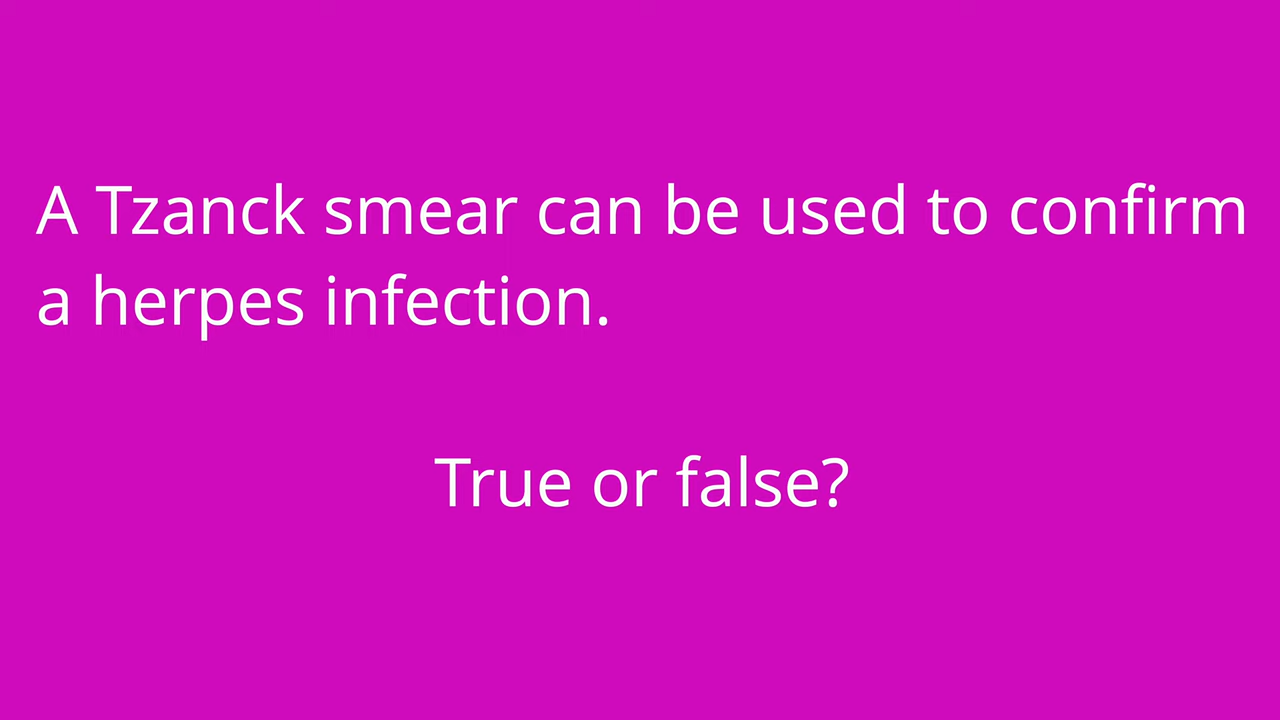 A Tzanck smear can be used to confirm
a herpes infection.
True or false?